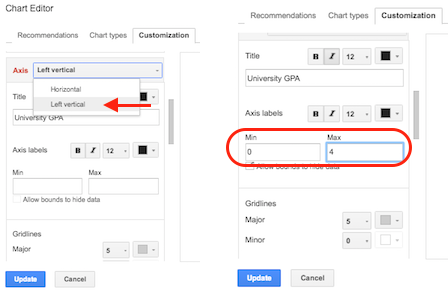 Chart Editor
Recommendations Chart types Customization
Axis Left vertical
Horizontal
Left vertical
Title B I 12
University GPA
Axis labels B I 12
Min Max
Allow bounds to hide data
Gridlines
Major 5
Update Cancel
Recommendations Chart types Customization
Title B I 12
University GPA
Axis labels B I 12
Min Max
0 4
Allow bounds to hide data
Gridlines
Major 5
Minor 0
Update Cancel